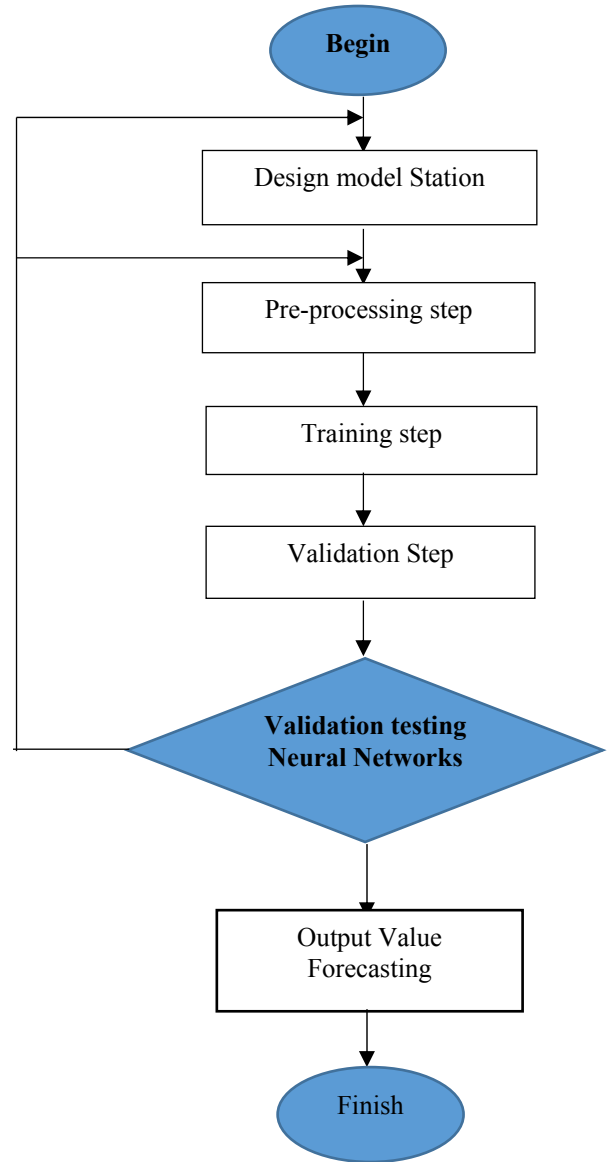 Begin
Design model Station
Pre-processing step
Training step
Validation Step
Validation testing
Neural Networks
Output Value
Forecasting
Finish